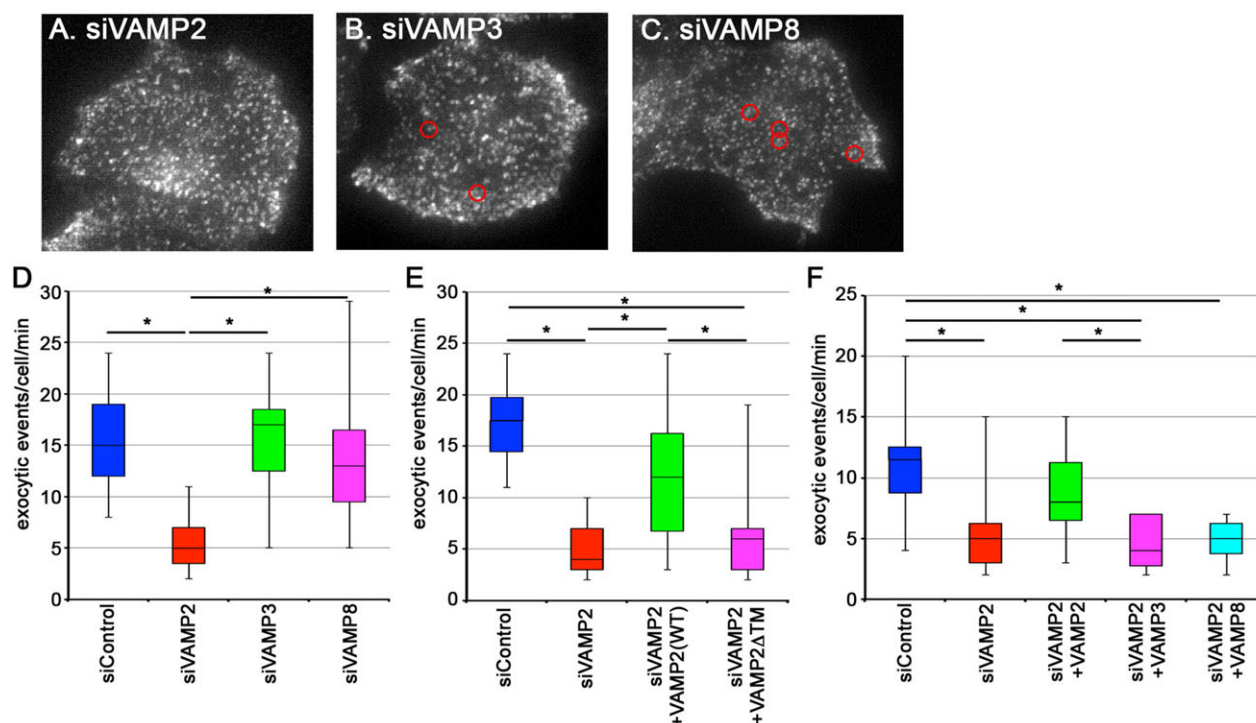 A. siVAMP2
B. siVAMP3
C. siVAMP8
D
exocytic events/cell/min
30
25
20
15
10
5
0
*
*
*
siControl
siVAMP2
siVAMP3
siVAMP8
E
exocytic events/cell/min
30
25
20
15
10
5
0
*
*
*
*
siControl
siVAMP2
siVAMP2
+VAMP2(WT)
siVAMP2
+VAMP2ΔTM
F
exocytic events/cell/min
25
20
15
10
5
0
*
*
*
*
siControl
siVAMP2
siVAMP2
+VAMP2
siVAMP2
+VAMP3
siVAMP2
+VAMP8